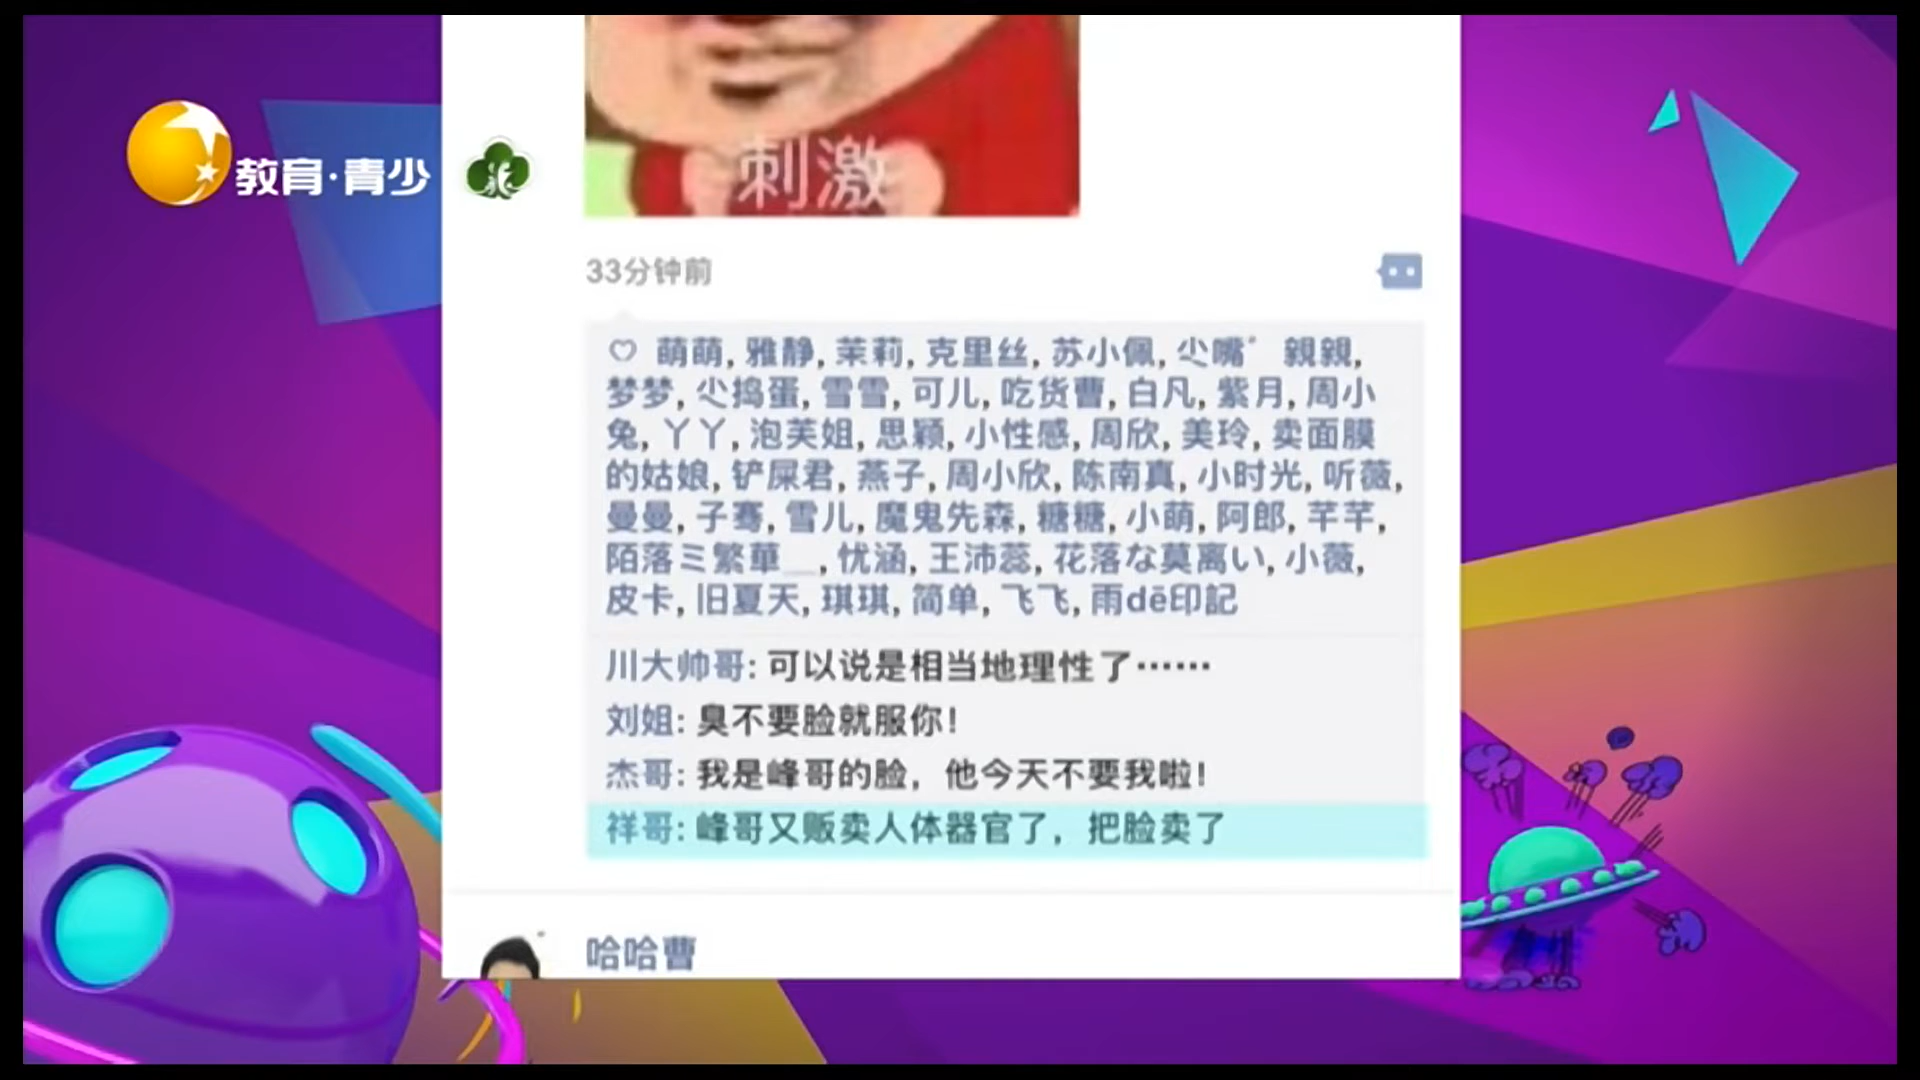 教育·青少
刺激
33分钟前
♡ 萌萌, 雅静, 茉莉, 克里丝, 苏小佩, 尐嘴゛親親,
梦梦, 尐捣蛋, 雪雪, 可儿, 吃货曹, 白凡, 紫月, 周小
兔, 丫丫, 泡芙姐, 思颖, 小性感, 周欣, 美玲, 卖面膜
的姑娘, 铲屎君, 燕子, 周小欣, 陈南真, 小时光, 听薇,
曼曼, 子骞, 雪儿, 魔鬼先森, 糖糖, 小萌, 阿郎, 芊芊,
陌落ミ繁華__, 忧涵, 王沛蕊, 花落な莫离い, 小薇,
皮卡, 旧夏天, 琪琪, 简单, 飞飞, 雨dē印記
川大帅哥: 可以说是相当地理性了……
刘姐: 臭不要脸就服你!
杰哥: 我是峰哥的脸，他今天不要我啦!
祥哥: 峰哥又贩卖人体器官了，把脸卖了
哈哈曹